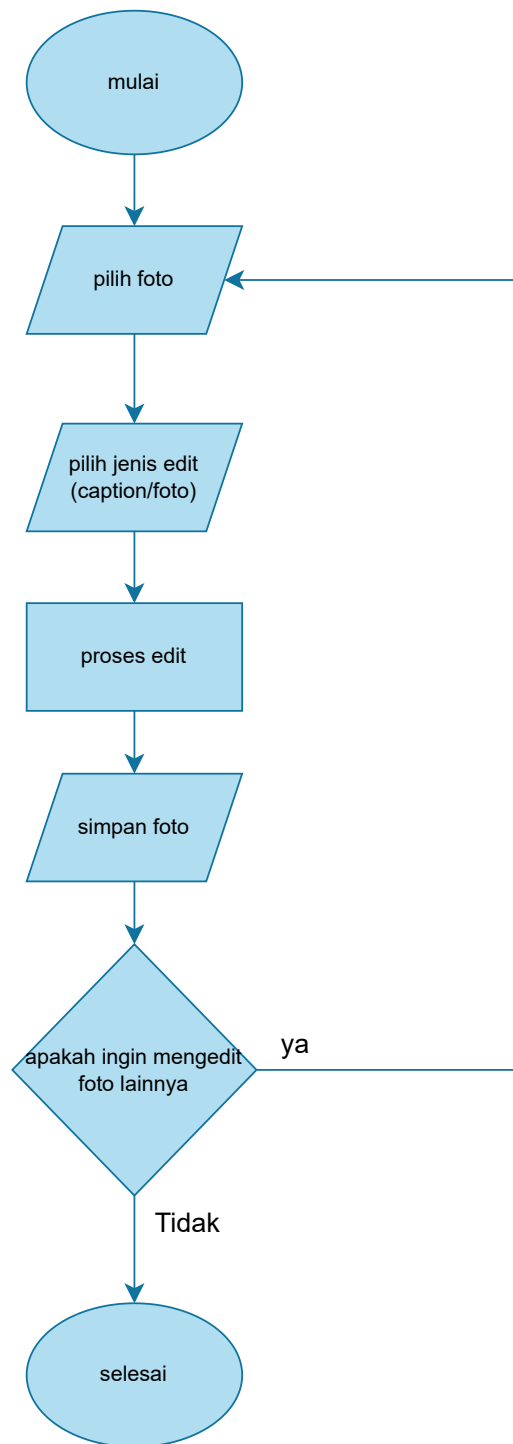 mulai
pilih foto
pilih jenis edit
(caption/foto)
proses edit
simpan foto
apakah ingin mengedit
foto lainnya
ya
Tidak
selesai